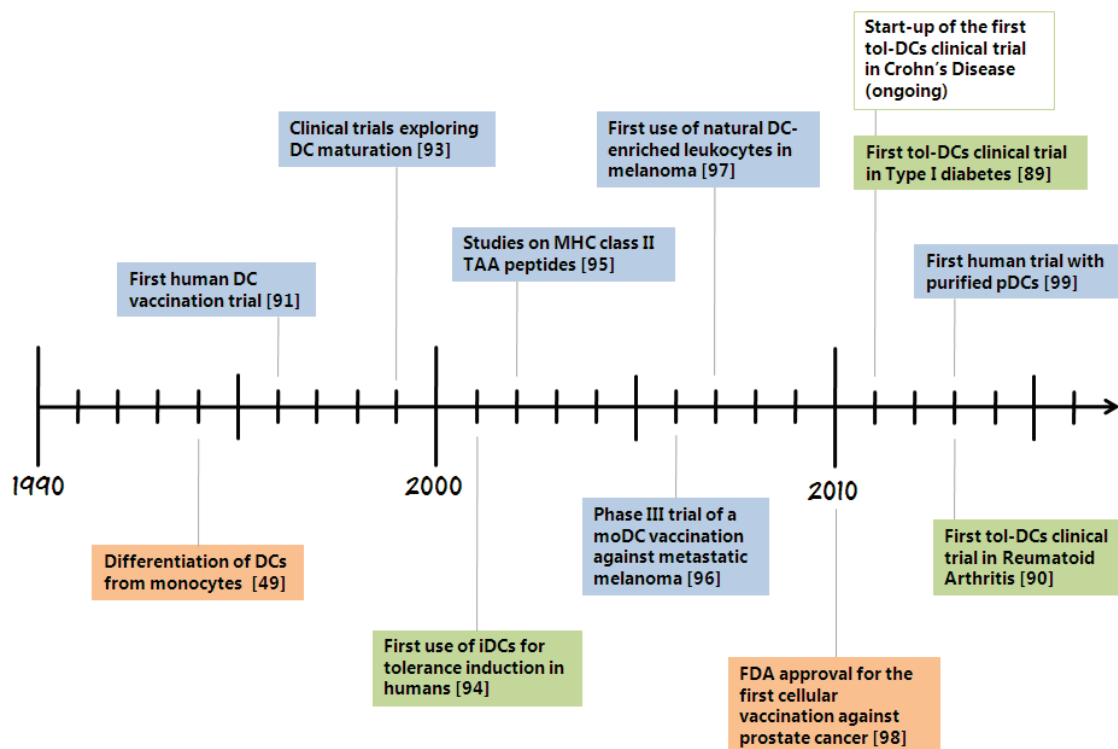 Start-up of the first
tol-DCs clinical trial
in Crohn's Disease
(ongoing)
Clinical trials exploring
DC maturation [93]
First use of natural DC-
enriched leukocytes in
melanoma [97]
First tol-DCs clinical trial
in Type I diabetes [89]
First human DC
vaccination trial [91]
Studies on MHC class II
TAA peptides [95]
First human trial with
purified pDCs [99]
1990
2000
2010
Differentiation of DCs
from monocytes [49]
Phase III trial of a
moDC vaccination
against metastatic
melanoma [96]
First tol-DCs clinical
trial in Reumatoid
Arthritis [90]
First use of iDCs for
tolerance induction in
humans [94]
FDA approval for the
first cellular
vaccination against
prostate cancer [98]